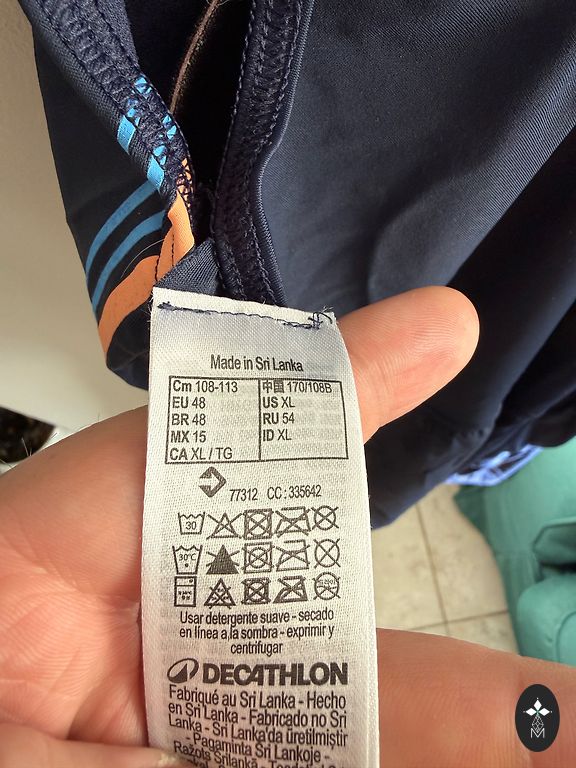 Made in Sri Lanka
Cm 108-113 中国 170/108B
EU 48 US XL
BR 48 RU 54
MX 15 ID XL
CA XL / TG
77312 CC : 335642
30
30°C
Usar detergente suave - secado
en línea a la sombra - exprimir y
centrifugar
DECATHLON
Fabriqué au Sri Lanka - Hecho
en Sri Lanka - Fabricado no Sri
Lanka - Sri Lanka'da üretilmiştir
- Pagaminta Sri Lankoje -
Ražots Šrilankā -